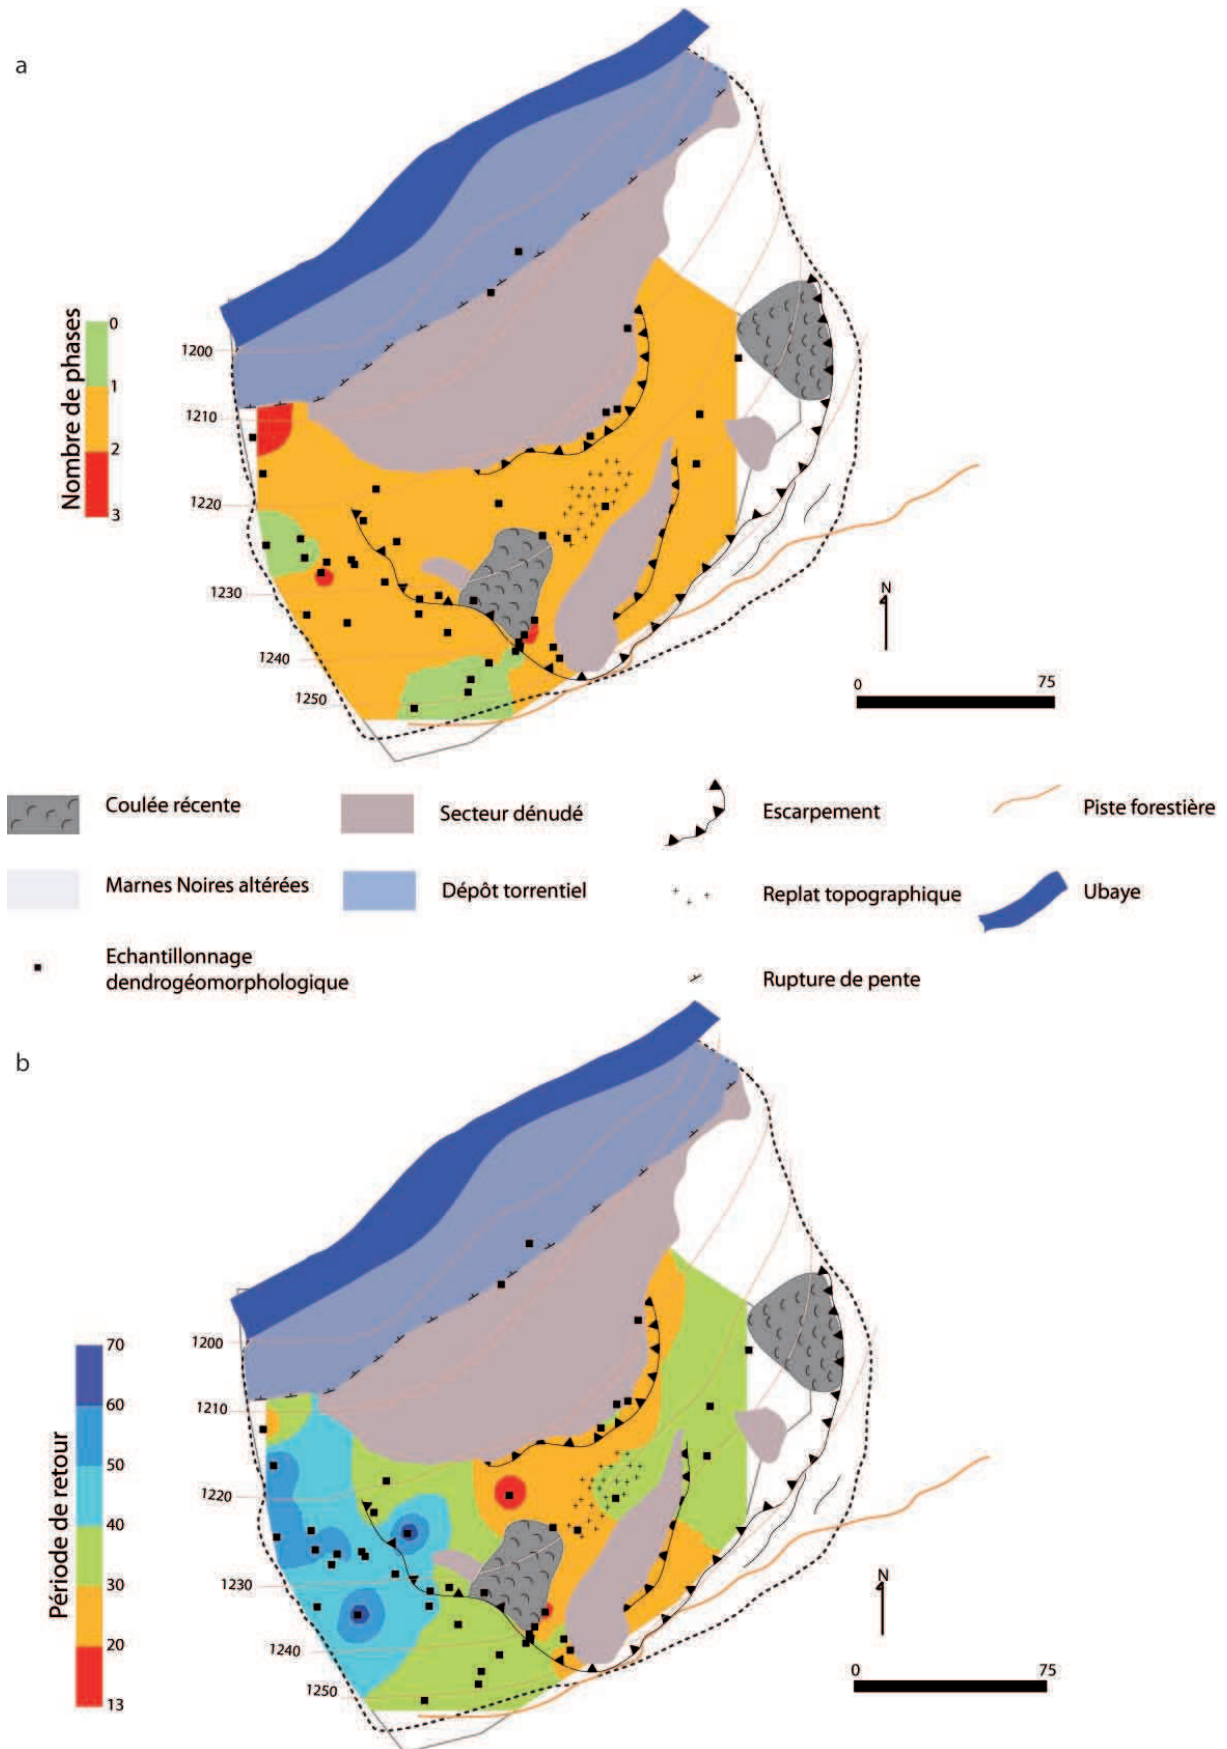 a
Nombre de phases
0
1
2
3
1200
1210
1220
1230
1240
1250
N
0 75
Coulée récente
Secteur dénudé
Escarpement
Piste forestière
Marnes Noires altérées
Dépôt torrentiel
Replat topographique
Ubaye
Echantillonnage
dendrogéomorphologique
Rupture de pente
b
Période de retour
70
60
50
40
30
20
13
1200
1210
1220
1230
1240
1250
N
0 75